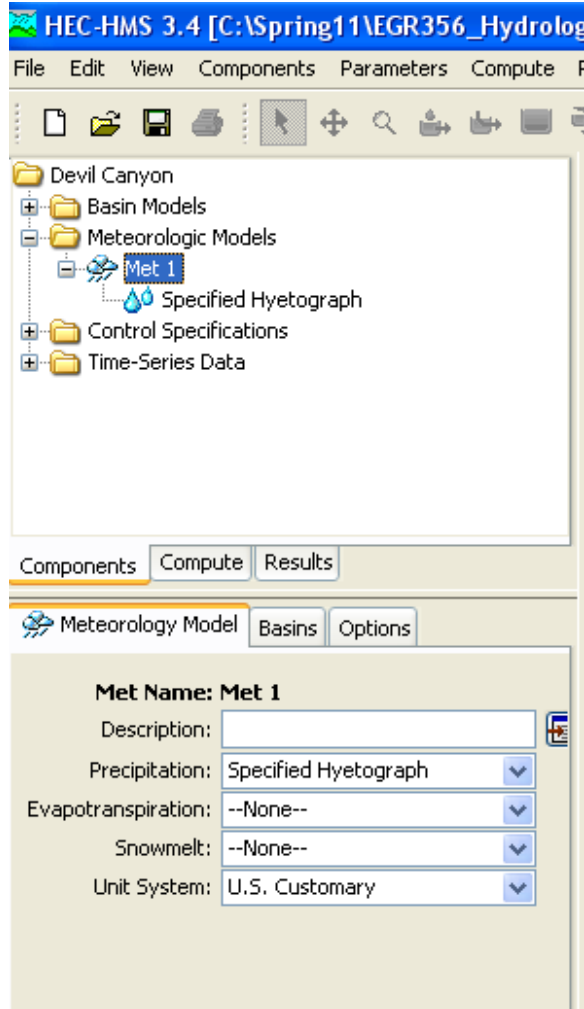 HEC-HMS 3.4 [C:\Spring11\EGR356_Hydrolog
File Edit View Components Parameters Compute
Devil Canyon
Basin Models
Meteorologic Models
Met 1
Specified Hyetograph
Control Specifications
Time-Series Data
Components Compute Results
Meteorology Model Basins Options
Met Name: Met 1
Description:
Precipitation: Specified Hyetograph
Evapotranspiration: --None--
Snowmelt: --None--
Unit System: U.S. Customary